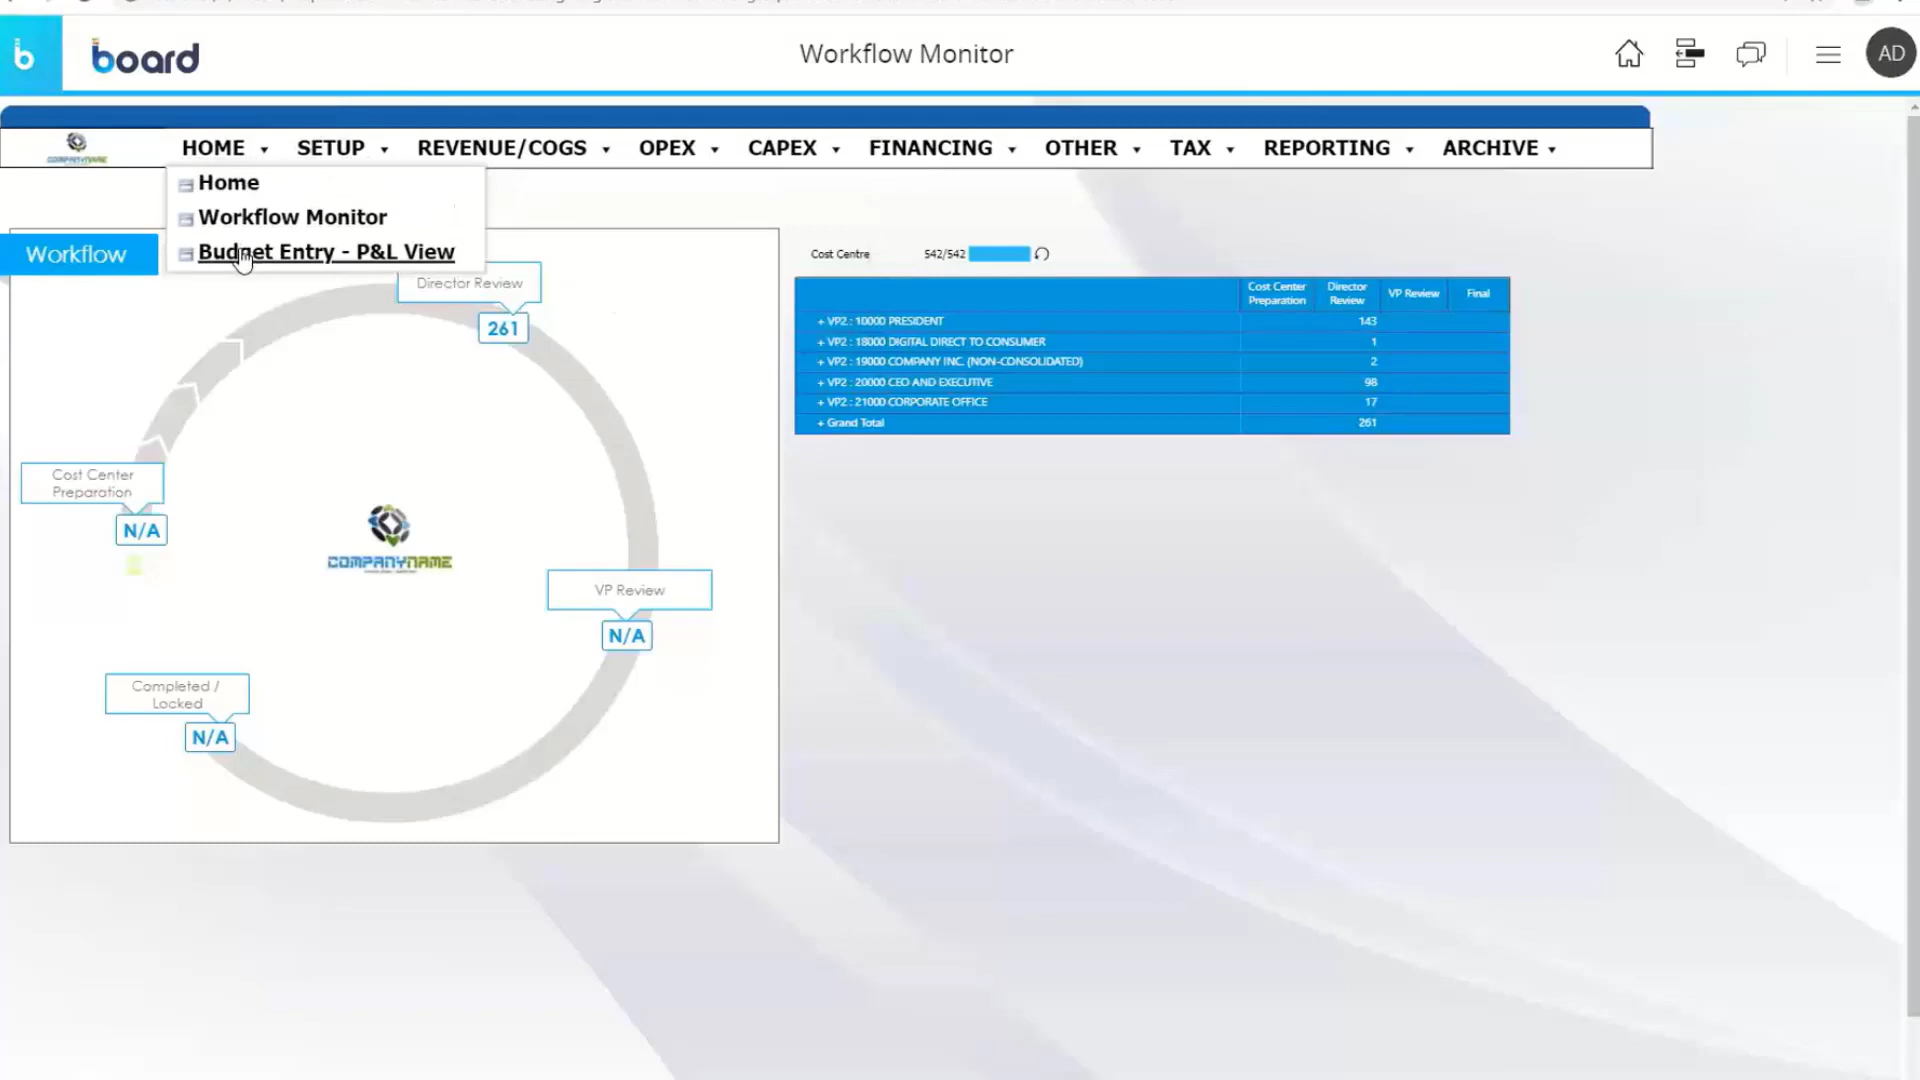 b board
Workflow Monitor
AD
COMPANYNAME
HOME SETUP REVENUE/COGS OPEX CAPEX FINANCING OTHER TAX REPORTING ARCHIVE
Home
Workflow Monitor
Budget Entry - P&L View
Workflow
Director Review
261
Cost Center
Preparation
N/A
COMPANYNAME
VP Review
N/A
Completed /
Locked
N/A
Cost Centre 542/542
Cost Center Preparation Director Review VP Review Final
+ VP2 : 10000 PRESIDENT 143
+ VP2 : 18000 DIGITAL DIRECT TO CONSUMER 1
+ VP2 : 19000 COMPANY INC. (NON-CONSOLIDATED) 2
+ VP2 : 20000 CEO AND EXECUTIVE 98
+ VP2 : 21000 CORPORATE OFFICE 17
+ Grand Total 261